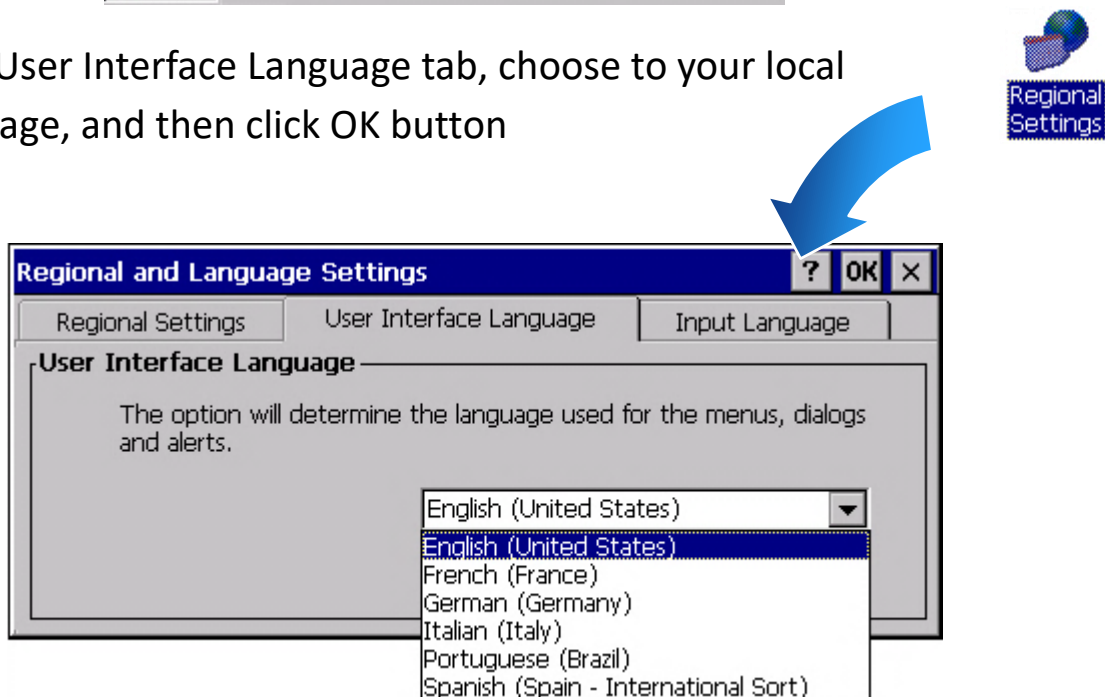 User Interface Language tab, choose to your local
age, and then click OK button
Regional
Settings
Regional and Language Settings
? OK ×
Regional Settings User Interface Language Input Language
User Interface Language
The option will determine the language used for the menus, dialogs
and alerts.
English (United States)
English (United States)
French (France)
German (Germany)
Italian (Italy)
Portuguese (Brazil)
Spanish (Spain - International Sort)